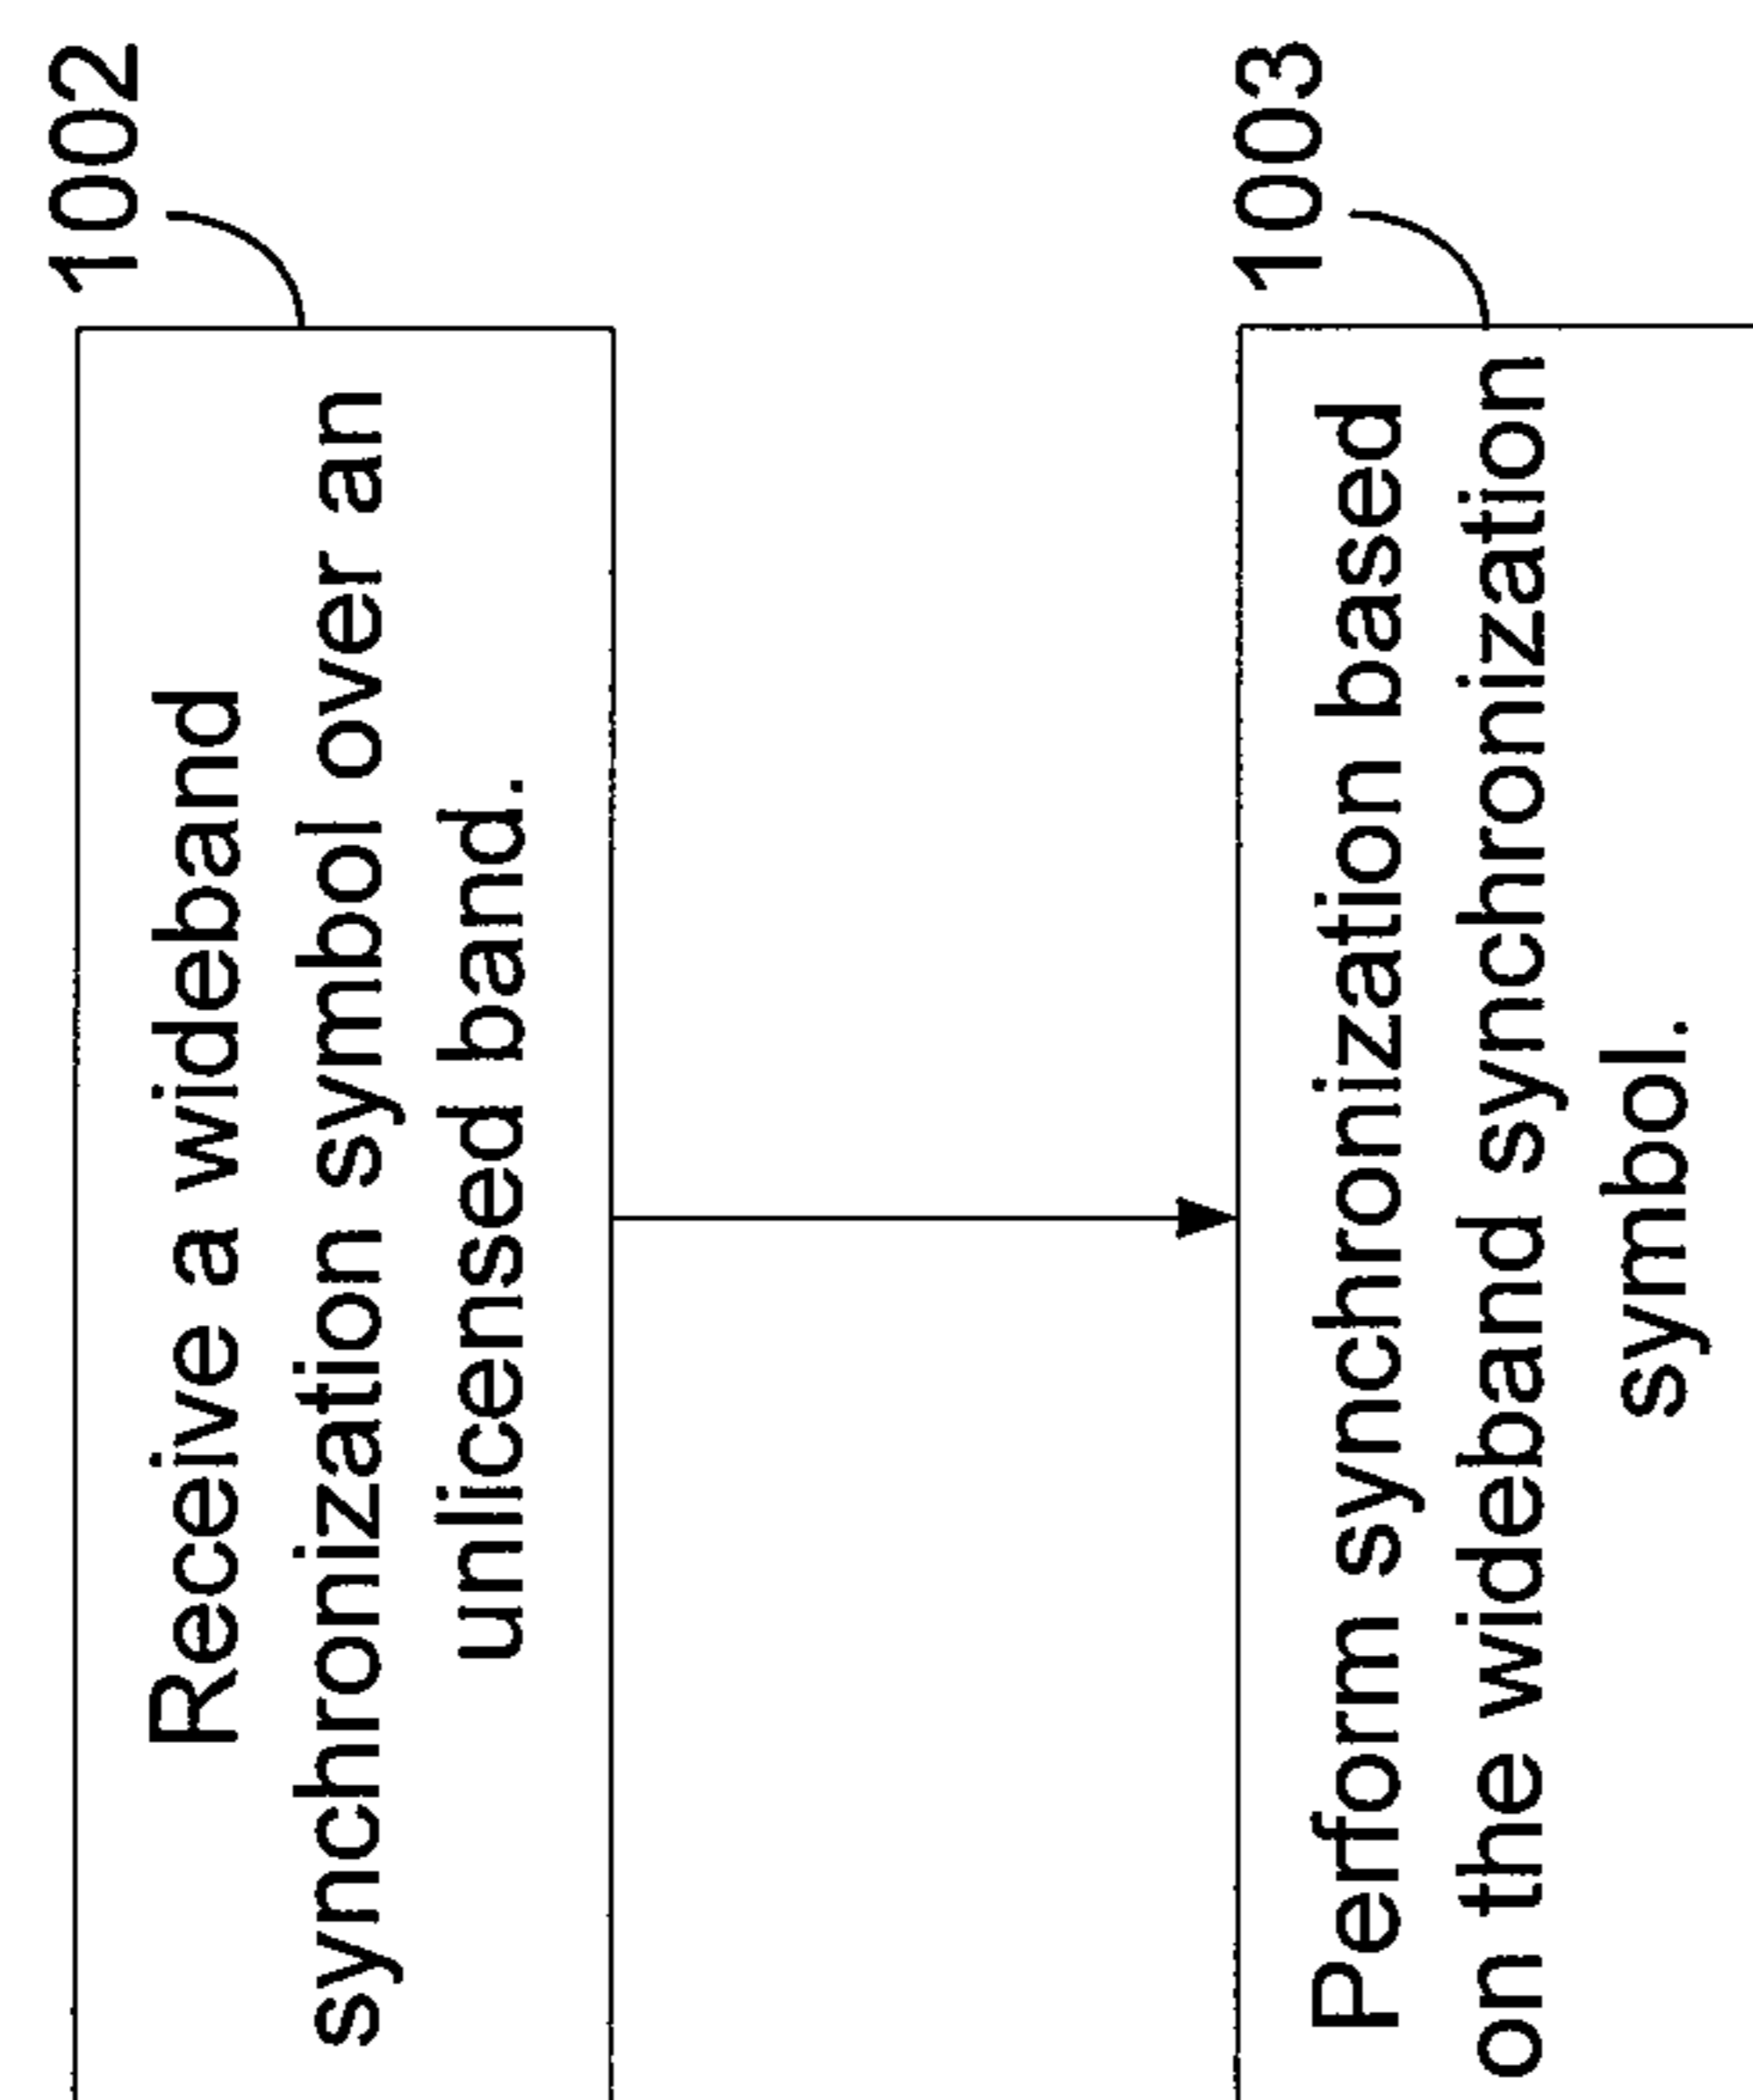 1002
Receive a wideband
synchronization symbol over an
unlicensed band.
1003
Perform synchronization based
on the wideband synchronization
symbol.